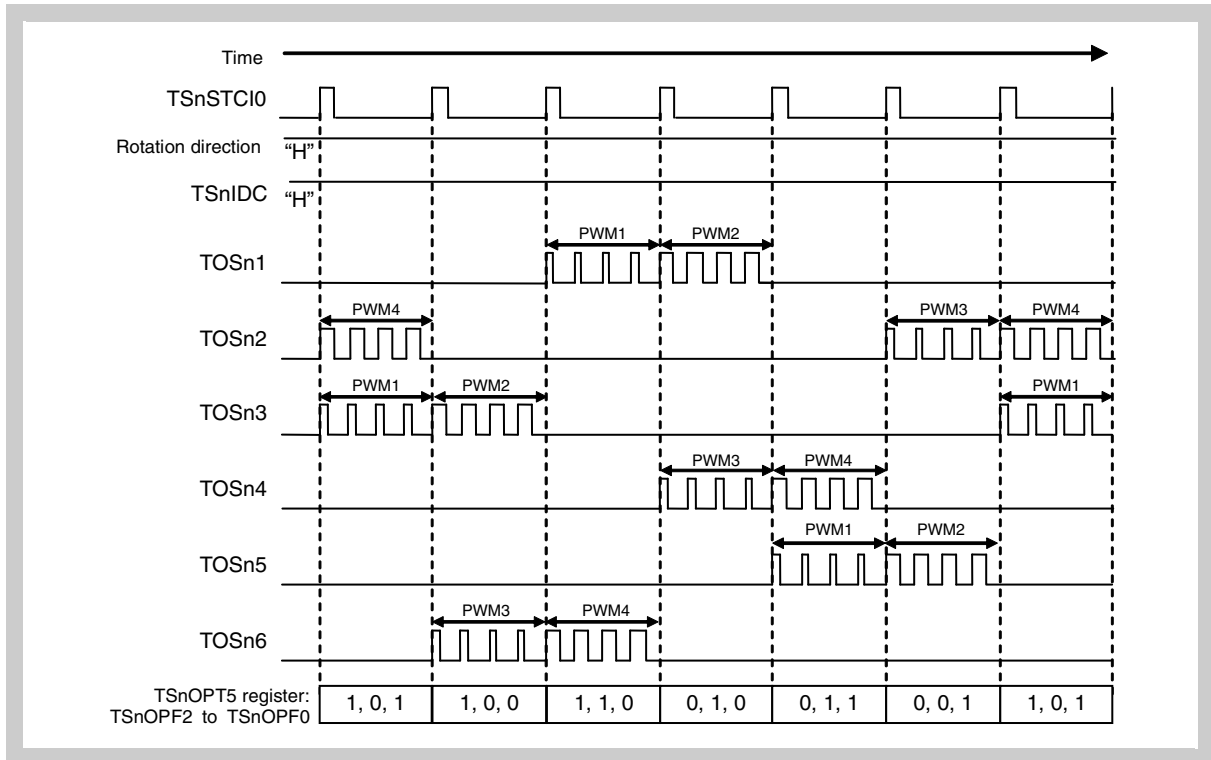 Time
TSnSTCI0
Rotation direction “H”
TSnIDC “H”
PWM1 PWM2
TOSn1
PWM4 PWM3 PWM4
TOSn2
PWM1 PWM2 PWM1
TOSn3
PWM3 PWM4
TOSn4
PWM1 PWM2
TOSn5
PWM3 PWM4
TOSn6
TSnOPT5 register:
TSnOPF2 to TSnOPF0
1, 0, 1 1, 0, 0 1, 1, 0 0, 1, 0 0, 1, 1 0, 0, 1 1, 0, 1